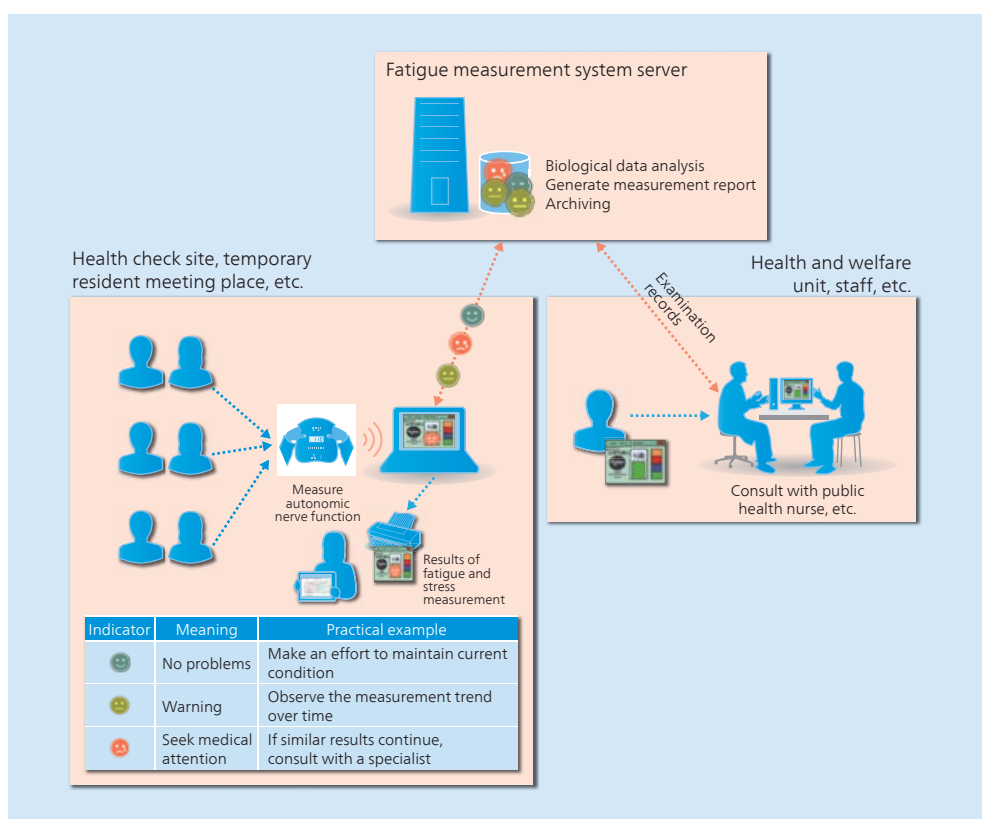 Fatigue measurement system server
Biological data analysis
Generate measurement report
Archiving
Health check site, temporary
resident meeting place, etc.
Health and welfare
unit, staff, etc.
Examination
records
Measure
autonomic
nerve function
Results of
fatigue and
stress
measurement
Consult with public
health nurse, etc.
Indicator Meaning Practical example
No problems Make an effort to maintain current
condition
Warning Observe the measurement trend
over time
Seek medical If similar results continue,
attention consult with a specialist